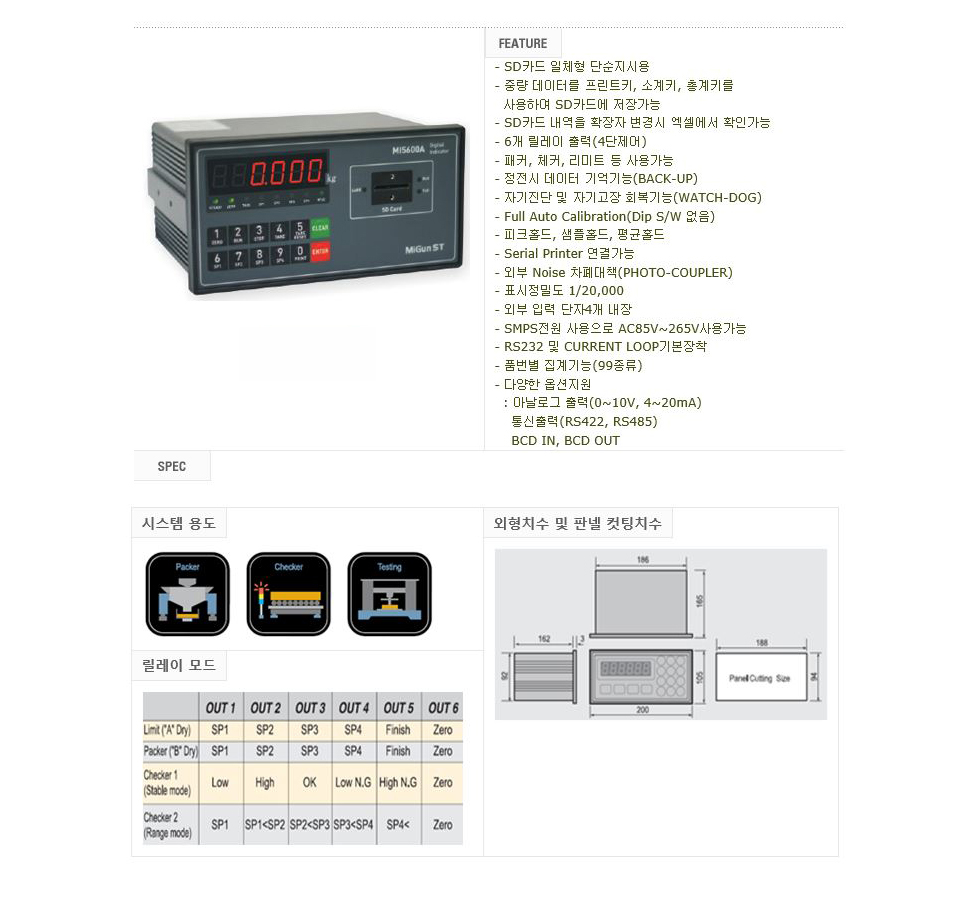 FEATURE
- SD카드 일체형 단순지시용
- 중량 데이터를 프린트키, 소계키, 총계키를
사용하여 SD카드에 저장가능
- SD카드 내역을 확장자 변경시 엑셀에서 확인가능
- 6개 릴레이 출력(4단제어)
- 패커, 체커, 리미트 등 사용가능
- 정전시 데이터 기억기능(BACK-UP)
- 자기진단 및 자기고장 회복기능(WATCH-DOG)
- Full Auto Calibration(Dip S/W 없음)
- 피크홀드, 샘플홀드, 평균홀드
- Serial Printer 연결가능
- 외부 Noise 차폐대책(PHOTO-COUPLER)
- 표시정밀도 1/20,000
- 외부 입력 단자4개 내장
- SMPS전원 사용으로 AC85V~265V사용가능
- RS232 및 CURRENT LOOP기본장착
- 품번별 집계기능(99종류)
- 다양한 옵션지원
: 아날로그 출력(0~10V, 4~20mA)
통신출력(RS422, RS485)
BCD IN, BCD OUT
MI5600A Digital Indicator
0.000 kg
SD Card
1 2 3 4 5 CLEAR
ZERO RUN STOP TARE
6 7 8 9 0 ENTER
SP1 SP2 SP3 SP4 PRINT
MiGun ST
SPEC
시스템 용도
Packer Checker Testing
릴레이 모드
OUT 1 OUT 2 OUT 3 OUT 4 OUT 5 OUT 6
Limit ("A" Dry) SP1 SP2 SP3 SP4 Finish Zero
Packer ("B" Dry) SP1 SP2 SP3 SP4 Finish Zero
Checker 1 (Stable mode) Low High OK Low N.G High N.G Zero
Checker 2 (Range mode) SP1 SP1<SP2 SP2<SP3 SP3<SP4 SP4< Zero
외형치수 및 판넬 컷팅치수
186
165
162 3
188
92
105
Panel Cutting Size
94
200